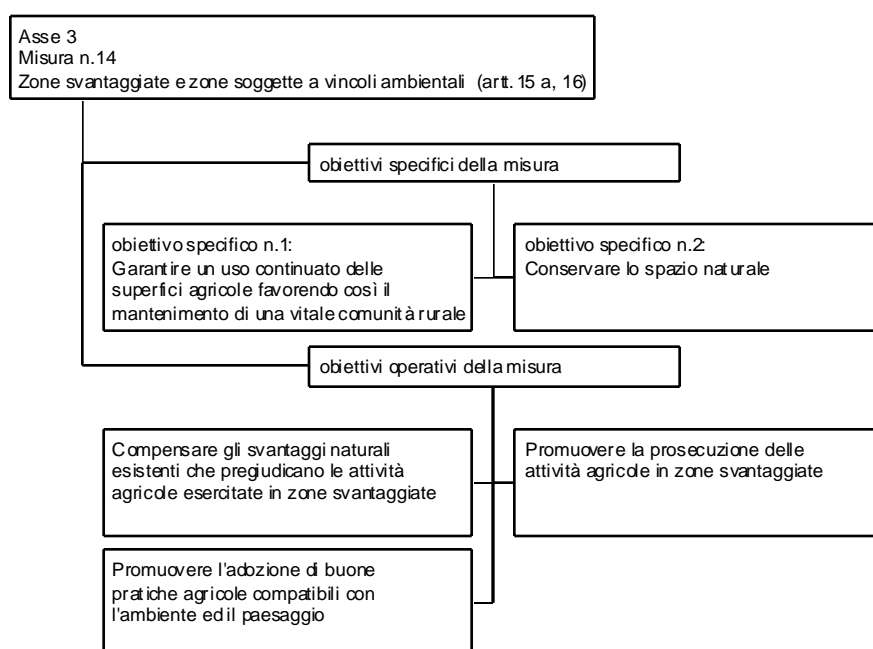 Asse 3
Misura n.14
Zone svantaggiate e zone soggette a vincoli ambientali (artt. 15 a, 16)
obiettivi specifici della misura
obiettivo specifico n.1:
Garantire un uso continuato delle
superfici agricole favorendo così il
mantenimento di una vitale comunità rurale
obiettivo specifico n.2:
Conservare lo spazio naturale
obiettivi operativi della misura
Compensare gli svantaggi naturali
esistenti che pregiudicano le attività
agricole esercitate in zone svantaggiate
Promuovere la prosecuzione delle
attività agricole in zone svantaggiate
Promuovere l'adozione di buone
pratiche agricole compatibili con
l'ambiente ed il paesaggio